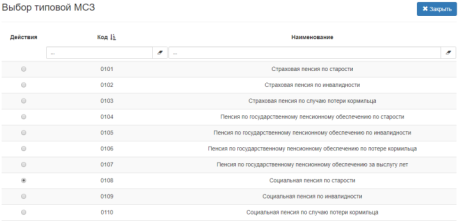 Выбор типовой МСЗ
✖ Закрыть
Действия Код Наименование
... ...
0101 Страховая пенсия по старости
0102 Страховая пенсия по инвалидности
0103 Страховая пенсия по случаю потери кормильца
0104 Пенсия по государственному пенсионному обеспечению по старости
0105 Пенсия по государственному пенсионному обеспечению по инвалидности
0106 Пенсия по государственному пенсионному обеспечению по потере кормильца
0107 Пенсия по государственному пенсионному обеспечению за выслугу лет
0108 Социальная пенсия по старости
0109 Социальная пенсия по инвалидности
0110 Социальная пенсия по случаю потери кормильца